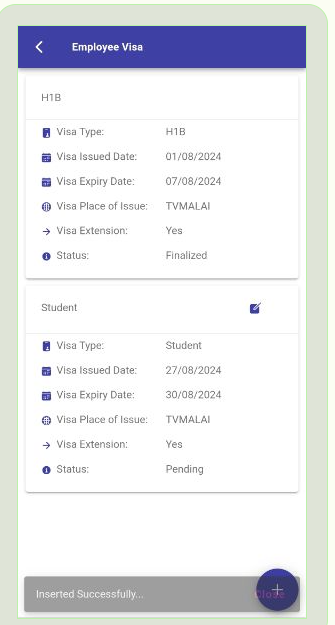 Employee Visa
H1B
Visa Type: H1B
Visa Issued Date: 01/08/2024
Visa Expiry Date: 07/08/2024
Visa Place of Issue: TVMALAI
Visa Extension: Yes
Status: Finalized
Student
Visa Type: Student
Visa Issued Date: 27/08/2024
Visa Expiry Date: 30/08/2024
Visa Place of Issue: TVMALAI
Visa Extension: Yes
Status: Pending
Inserted Successfully... Close